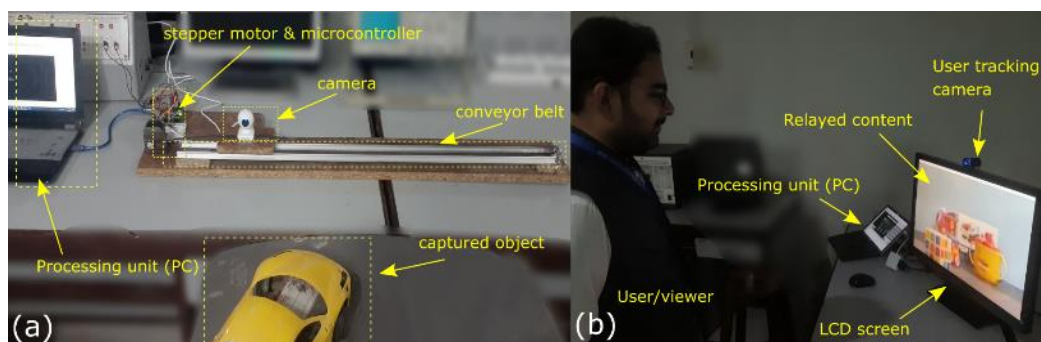 stepper motor & microcontroller
camera
conveyor belt
captured object
Processing unit (PC)
(a)
User tracking
camera
Relayed content
Processing unit (PC)
User/viewer
LCD screen
(b)